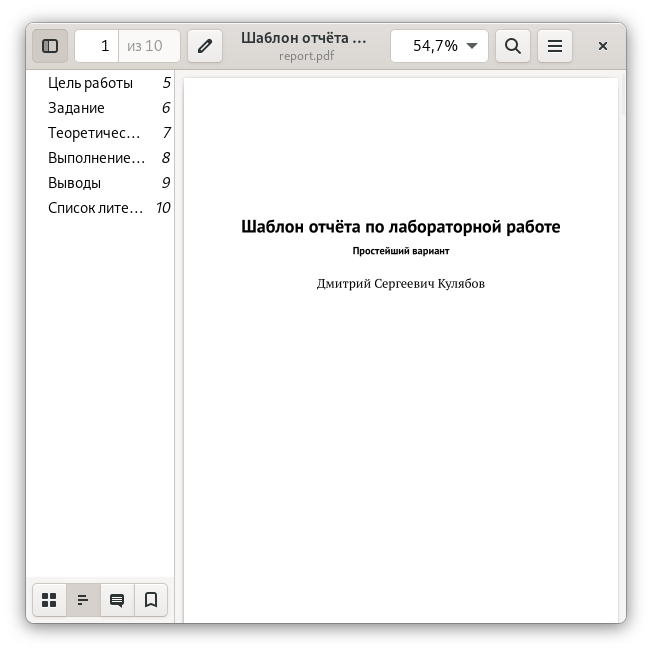 1 из 10
Шаблон отчёта ...
report.pdf
54,7%
Цель работы 5
Задание 6
Теоретичес... 7
Выполнение... 8
Выводы 9
Список лите... 10
Шаблон отчёта по лабораторной работе
Простейший вариант
Дмитрий Сергеевич Кулябов